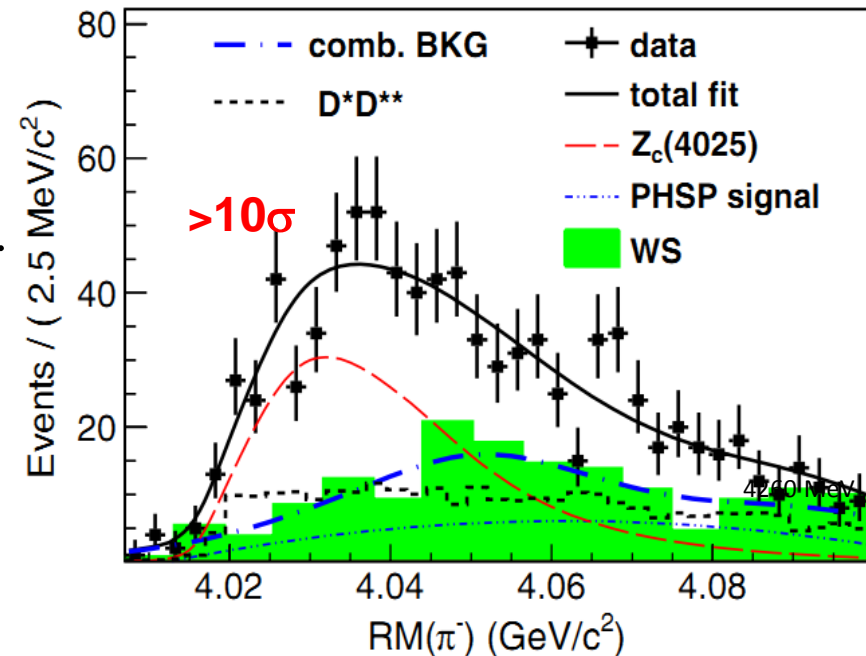 80
60
40
20
Events / ( 2.5 MeV/c²)
comb. BKG
D*D**
>10σ
data
total fit
Zc(4025)
PHSP signal
WS
4260 MeV
4.02 4.04 4.06 4.08
RM(π⁻) (GeV/c²)